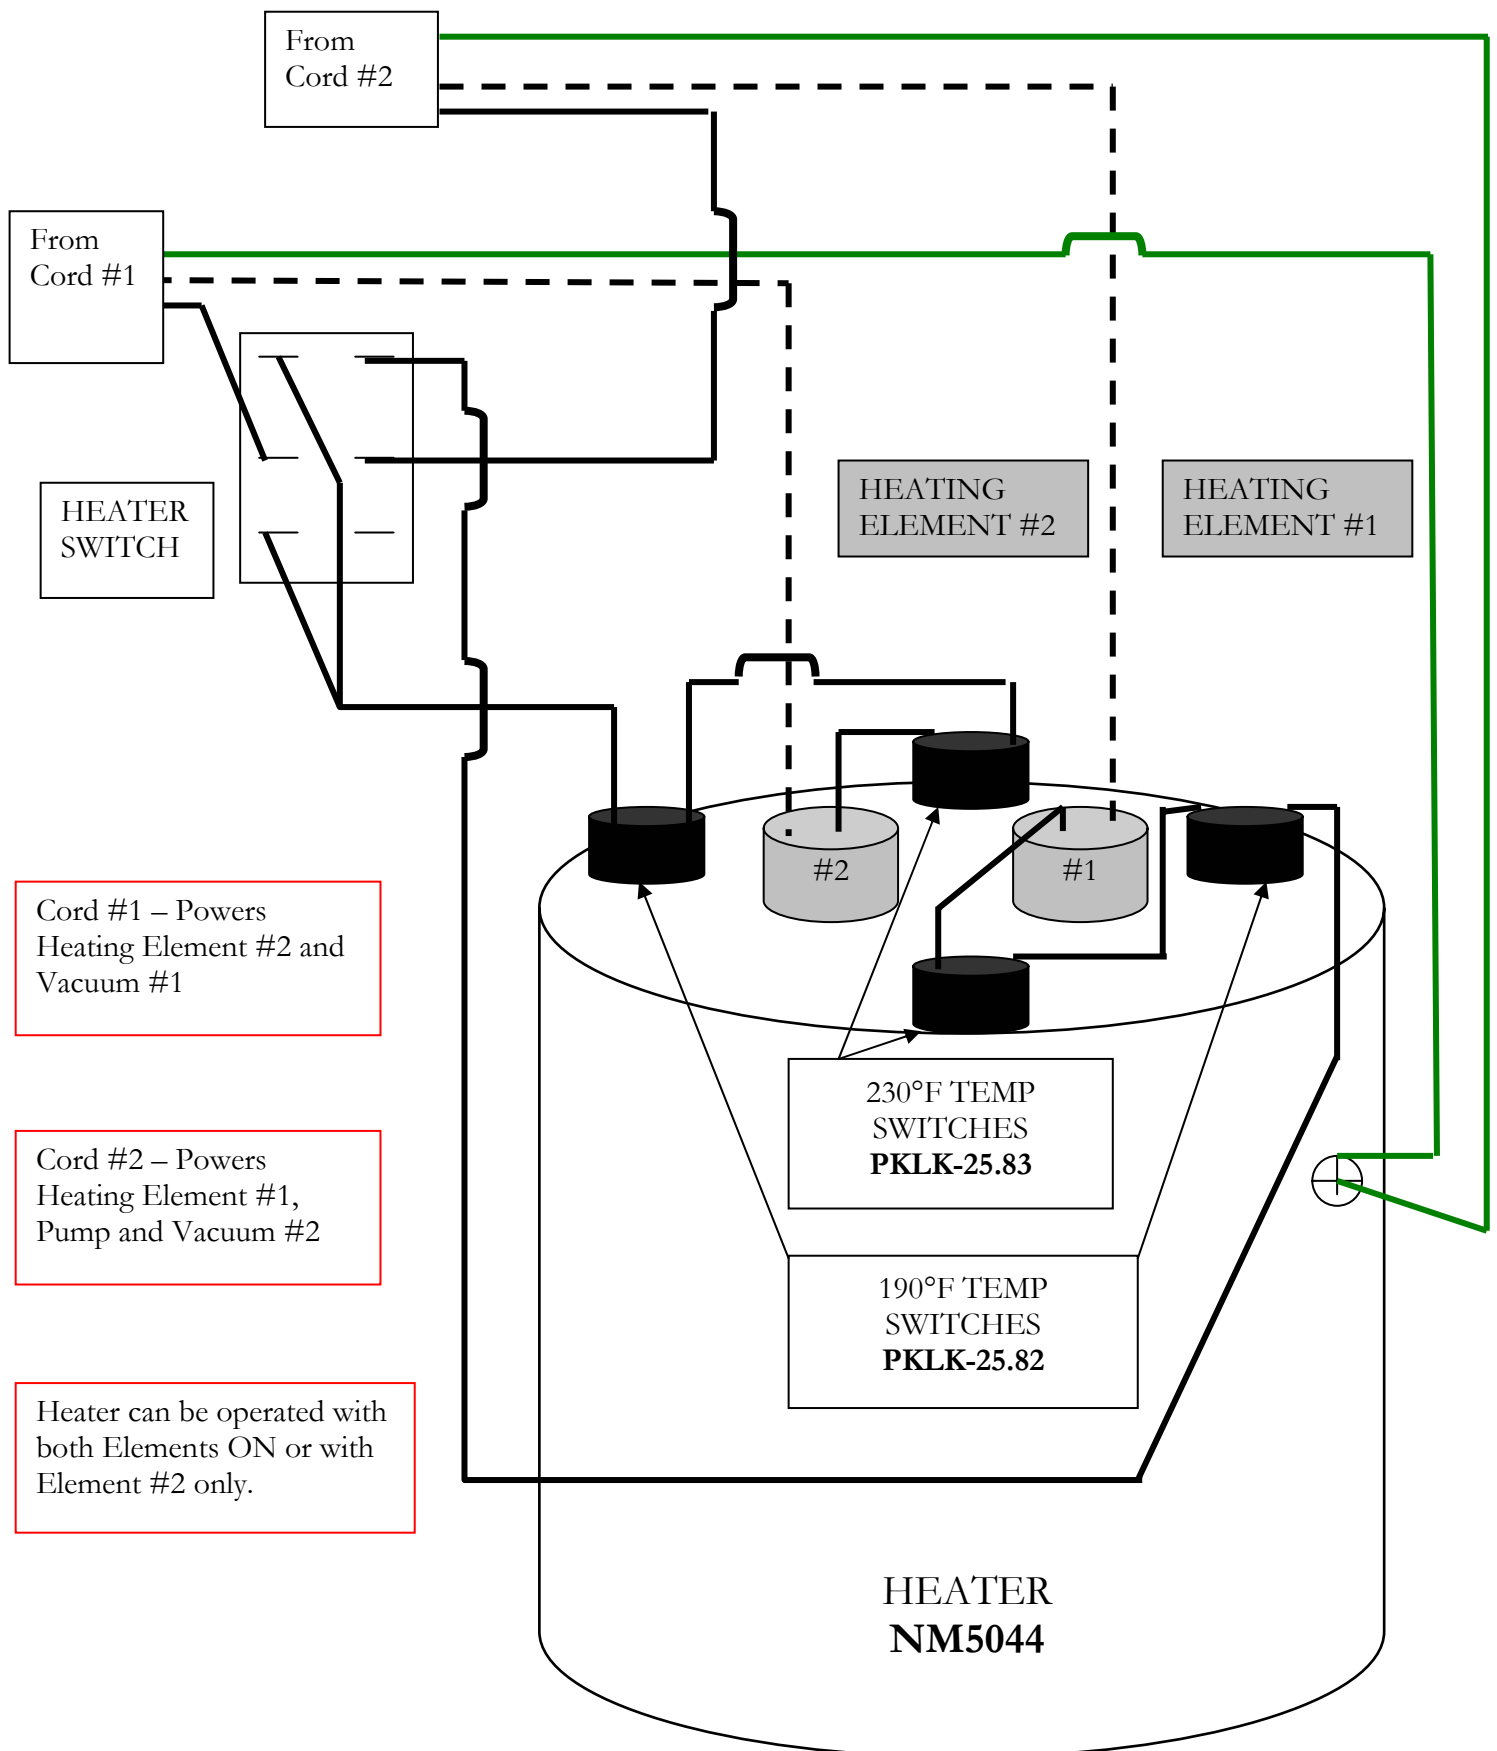 From
Cord #2
From
Cord #1
HEATER
SWITCH
HEATING
ELEMENT #2
HEATING
ELEMENT #1
#2
#1
Cord #1 – Powers
Heating Element #2 and
Vacuum #1
230°F TEMP
SWITCHES
PKLK-25.83
Cord #2 – Powers
Heating Element #1,
Pump and Vacuum #2
190°F TEMP
SWITCHES
PKLK-25.82
Heater can be operated with
both Elements ON or with
Element #2 only.
HEATER
NM5044